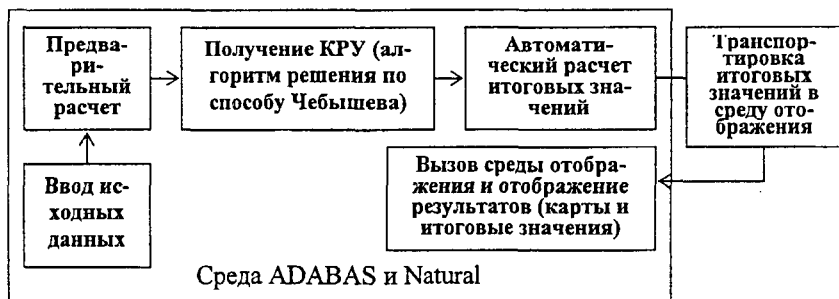 Предва-
ри-
тельный
расчет
Получение КРУ (ал-
горитм решения по
способу Чебышева)
Автомати-
ческий расчет
итоговых зна-
чений
Транспор-
тировка
итоговых
значений в
среду ото-
бражения
Ввод ис-
ходных
данных
Вызов среды отобра-
жения и отображение
результатов (карты и
итоговые значения)
Среда ADABAS и Natural